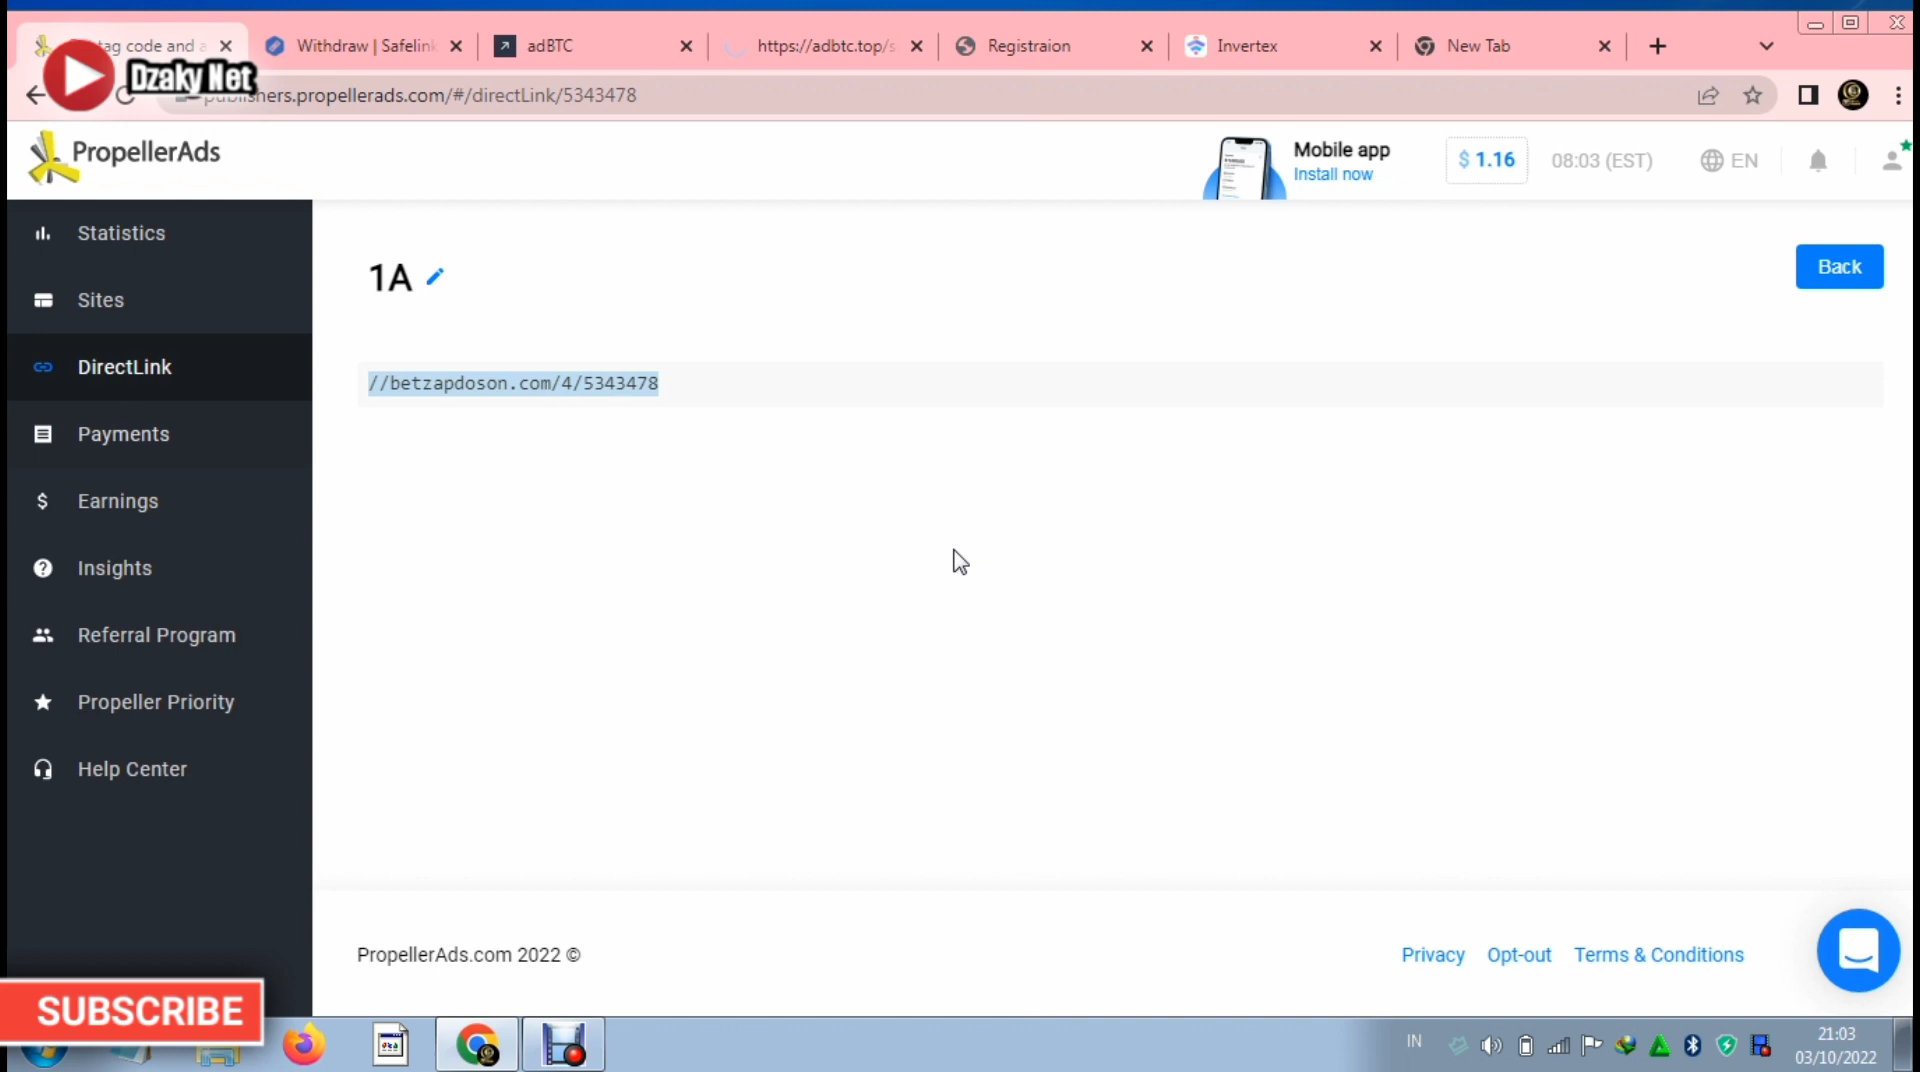 tag code and a
Withdraw | Safelink
adBTC
https://adbtc.top/s
Registraion
Invertex
New Tab
Dzaky Net
publishers.propellerads.com/#/directLink/5343478
PropellerAds
Mobile app
Install now
$ 1.16
08:03 (EST)
EN
Statistics
Sites
DirectLink
Payments
Earnings
Insights
Referral Program
Propeller Priority
Help Center
1A
Back
//betzapdoson.com/4/5343478
PropellerAds.com 2022 ©
Privacy
Opt-out
Terms & Conditions
SUBSCRIBE
IN
21:03
03/10/2022